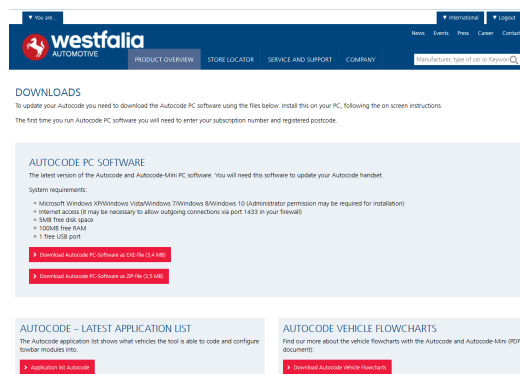 ▼ You are...
▼ International
▼ Logout
News Events Press Career Contact
westfalia
AUTOMOTIVE
PRODUCT OVERVIEW STORE LOCATOR SERVICE AND SUPPORT COMPANY
Manufacturer, type of car or Keywor
DOWNLOADS
To update your Autocode you need to download the Autocode PC software using the files below. Install this on your PC, following the on screen instructions.
The first time you run Autocode PC software you will need to enter your subscription number and registered postcode.
AUTOCODE PC SOFTWARE
The latest version of the Autocode and Autocode-Mini PC software. You will need this software to update your Autocode handset.
System requirements:
Microsoft Windows XP/Windows Vista/Windows 7/Windows 8/Windows 10 (Administrator permission may be required for installation)
Internet access (it may be necessary to allow outgoing connections via port 1433 in your firewall)
5MB free disk space
100MB free RAM
1 free USB port
Download Autocode PC-Software as EXE-file (3,4 MB)
Download Autocode PC-Software as ZIP-file (3,5 MB)
AUTOCODE – LATEST APPLICATION LIST
The Autocode application list shows what vehicles the tool is able to code and configure
towbar modules into.
Application list Autocode
AUTOCODE VEHICLE FLOWCHARTS
Find our more about the vehicle flowcharts with the Autocode and Autocode-Mini (PDF
document):
Download Autocode Vehicle Flowcharts